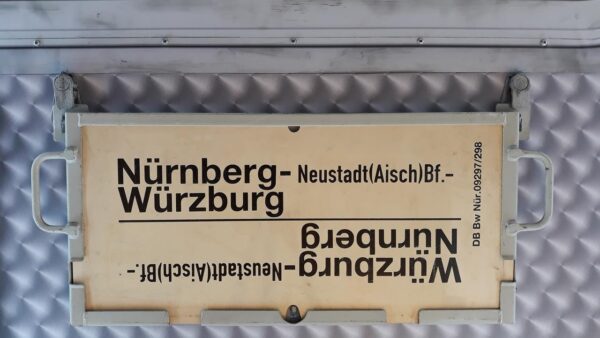 Nürnberg- Neustadt(Aisch)Bf.-
Würzburg
Würzburg- Neustadt(Aisch)Bf.-
Nürnberg
DB Bw Nür.09297/298